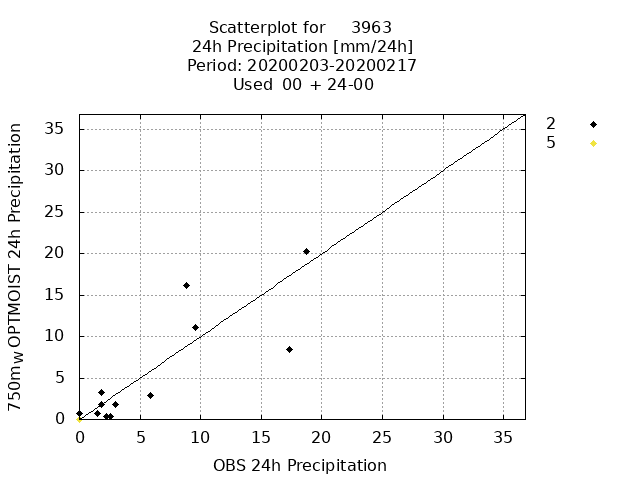 Scatterplot for 3963
24h Precipitation [mm/24h]
Period: 20200203-20200217
Used 00 + 24-00
2
5
750mw OPTMOIST 24h Precipitation
35
30
25
20
15
10
5
0
0 5 10 15 20 25 30 35
OBS 24h Precipitation